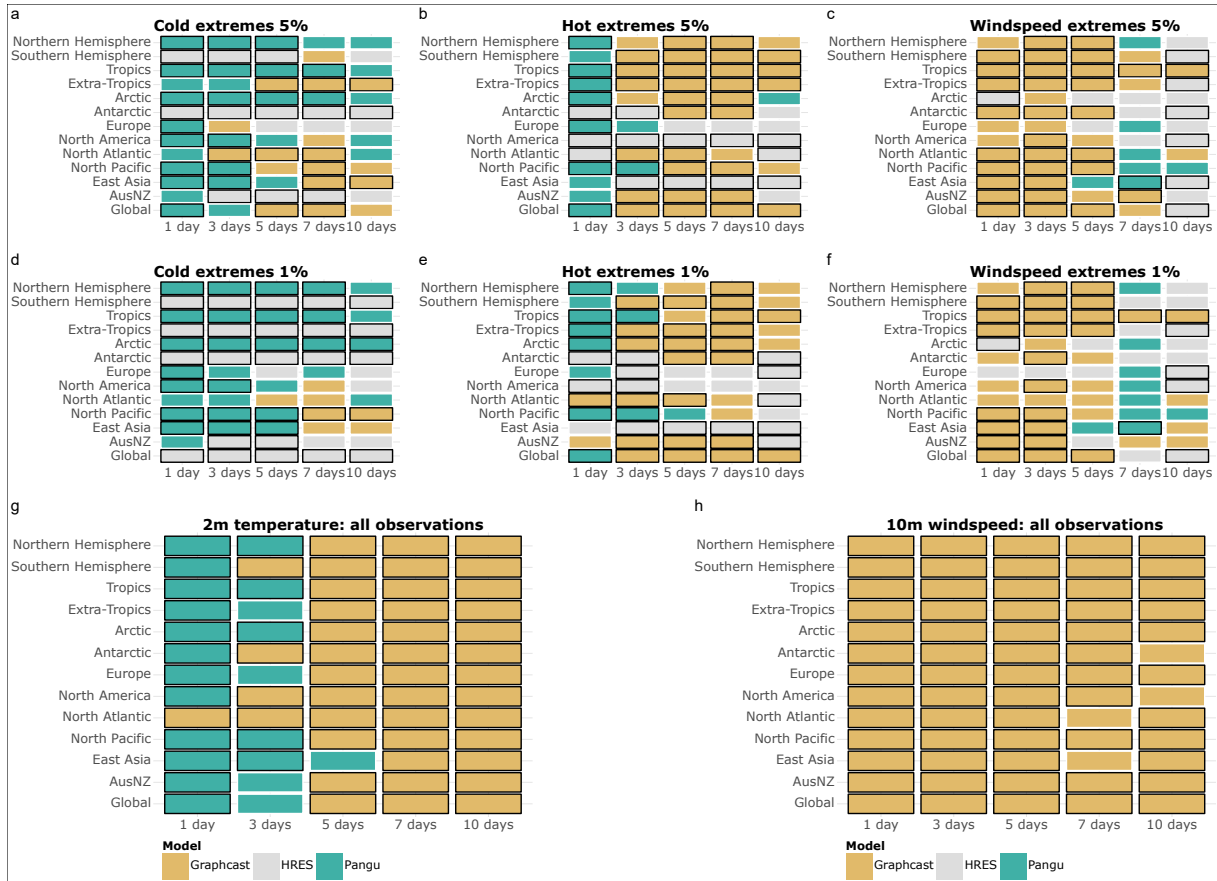 a
Cold extremes 5%
Northern Hemisphere
Southern Hemisphere
Tropics
Extra-Tropics
Arctic
Antarctic
Europe
North America
North Atlantic
North Pacific
East Asia
AusNZ
Global
1 day 3 days 5 days 7 days 10 days
b
Hot extremes 5%
Northern Hemisphere
Southern Hemisphere
Tropics
Extra-Tropics
Arctic
Antarctic
Europe
North America
North Atlantic
North Pacific
East Asia
AusNZ
Global
1 day 3 days 5 days 7 days 10 days
c
Windspeed extremes 5%
Northern Hemisphere
Southern Hemisphere
Tropics
Extra-Tropics
Arctic
Antarctic
Europe
North America
North Atlantic
North Pacific
East Asia
AusNZ
Global
1 day 3 days 5 days 7 days 10 days
d
Cold extremes 1%
Northern Hemisphere
Southern Hemisphere
Tropics
Extra-Tropics
Arctic
Antarctic
Europe
North America
North Atlantic
North Pacific
East Asia
AusNZ
Global
1 day 3 days 5 days 7 days 10 days
e
Hot extremes 1%
Northern Hemisphere
Southern Hemisphere
Tropics
Extra-Tropics
Arctic
Antarctic
Europe
North America
North Atlantic
North Pacific
East Asia
AusNZ
Global
1 day 3 days 5 days 7 days 10 days
f
Windspeed extremes 1%
Northern Hemisphere
Southern Hemisphere
Tropics
Extra-Tropics
Arctic
Antarctic
Europe
North America
North Atlantic
North Pacific
East Asia
AusNZ
Global
1 day 3 days 5 days 7 days 10 days
g
2m temperature: all observations
Northern Hemisphere
Southern Hemisphere
Tropics
Extra-Tropics
Arctic
Antarctic
Europe
North America
North Atlantic
North Pacific
East Asia
AusNZ
Global
1 day 3 days 5 days 7 days 10 days
Model
Graphcast HRES Pangu
h
10m windspeed: all observations
Northern Hemisphere
Southern Hemisphere
Tropics
Extra-Tropics
Arctic
Antarctic
Europe
North America
North Atlantic
North Pacific
East Asia
AusNZ
Global
1 day 3 days 5 days 7 days 10 days
Model
Graphcast HRES Pangu